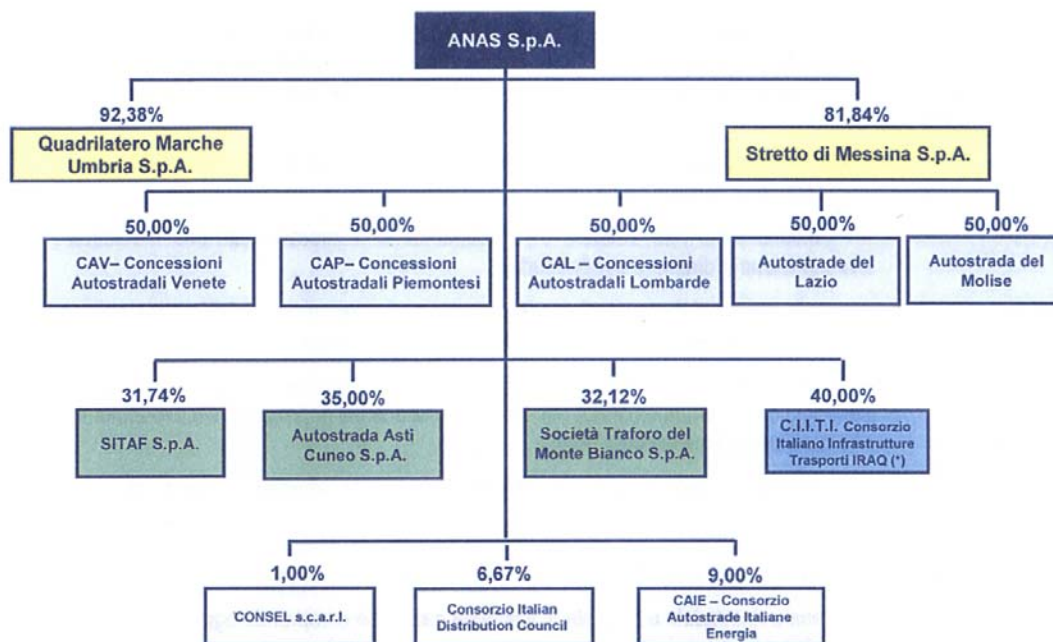 ANAS S.p.A.
92,38%
81,84%
Quadrilatero Marche
Umbria S.p.A.
Stretto di Messina S.p.A.
50,00%
50,00%
50,00%
50,00%
50,00%
CAV– Concessioni
Autostradali Venete
CAP– Concessioni
Autostradali Piemontesi
CAL – Concessioni
Autostradali Lombarde
Autostrade del
Lazio
Autostrada del
Molise
31,74%
35,00%
32,12%
40,00%
SITAF S.p.A.
Autostrada Asti
Cuneo S.p.A.
Società Traforo del
Monte Bianco S.p.A.
C.I.I.T.I. Consorzio
Italiano Infrastrutture
Trasporti IRAQ (*)
1,00%
6,67%
9,00%
CONSEL s.c.a r.l.
Consorzio Italian
Distribution Council
CAIE – Consorzio
Autostrade Italiane
Energia